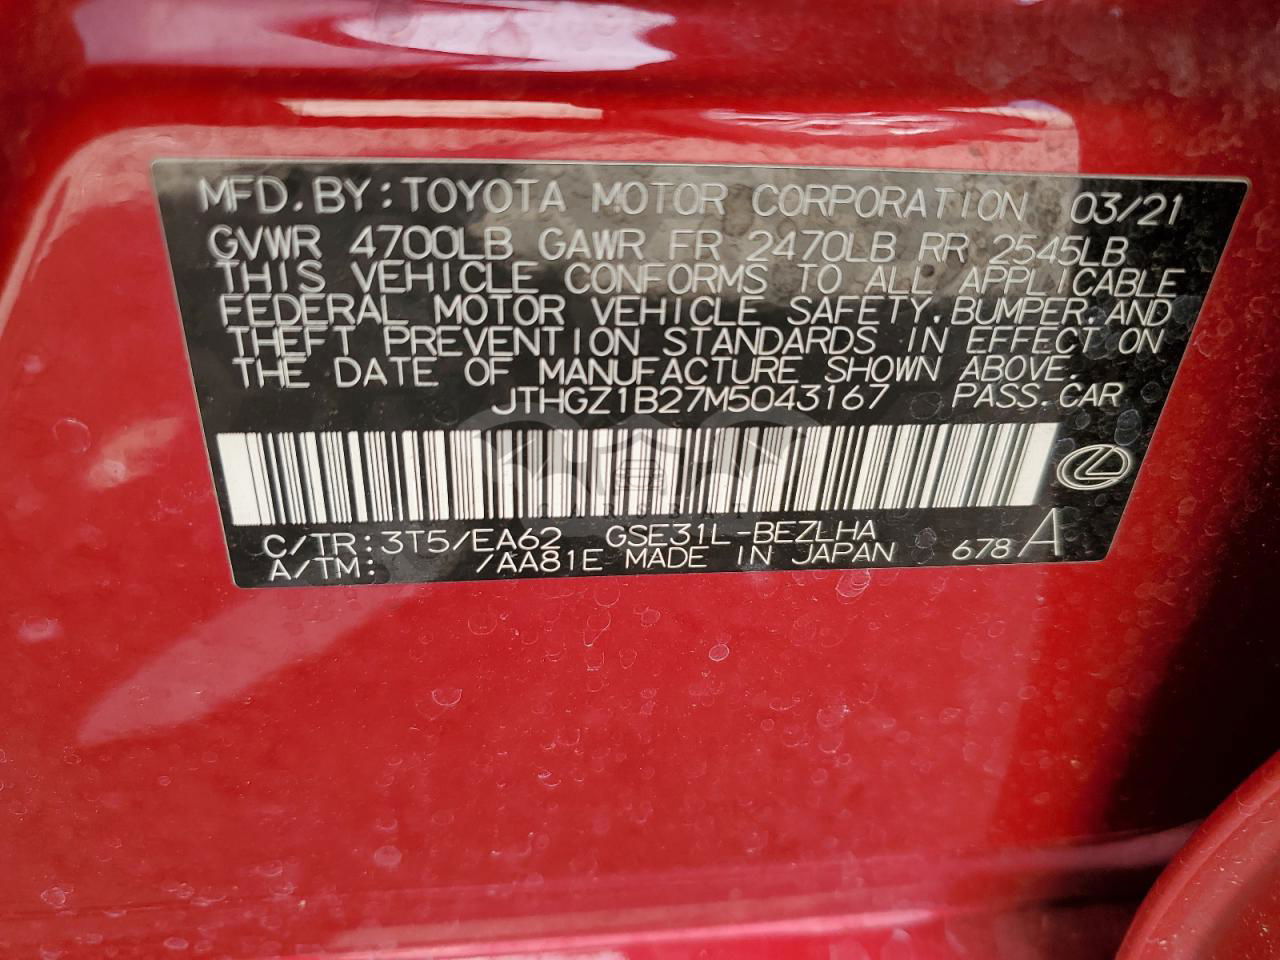 MFD. BY: TOYOTA MOTOR CORPORATION 03/21
GVWR 4700LB GAWR FR 2470LB RR 2545LB
THIS VEHICLE CONFORMS TO ALL APPLICABLE
FEDERAL MOTOR VEHICLE SAFETY, BUMPER, AND
THEFT PREVENTION STANDARDS IN EFFECT ON
THE DATE OF MANUFACTURE SHOWN ABOVE.
JTHGZ1B27M5043167 PASS. CAR
C/TR: 3T5/EA62 GSE31L-BEZLHA
A/TM: /AA81E MADE IN JAPAN 678 A